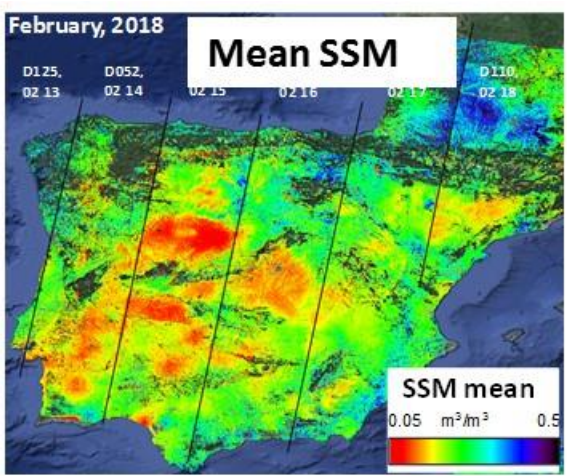 February, 2018
Mean SSM
D125, D052, D110,
02 13 02 14 02 15 02 16 02 17 02 18
SSM mean
0.05 m³/m³ 0.5